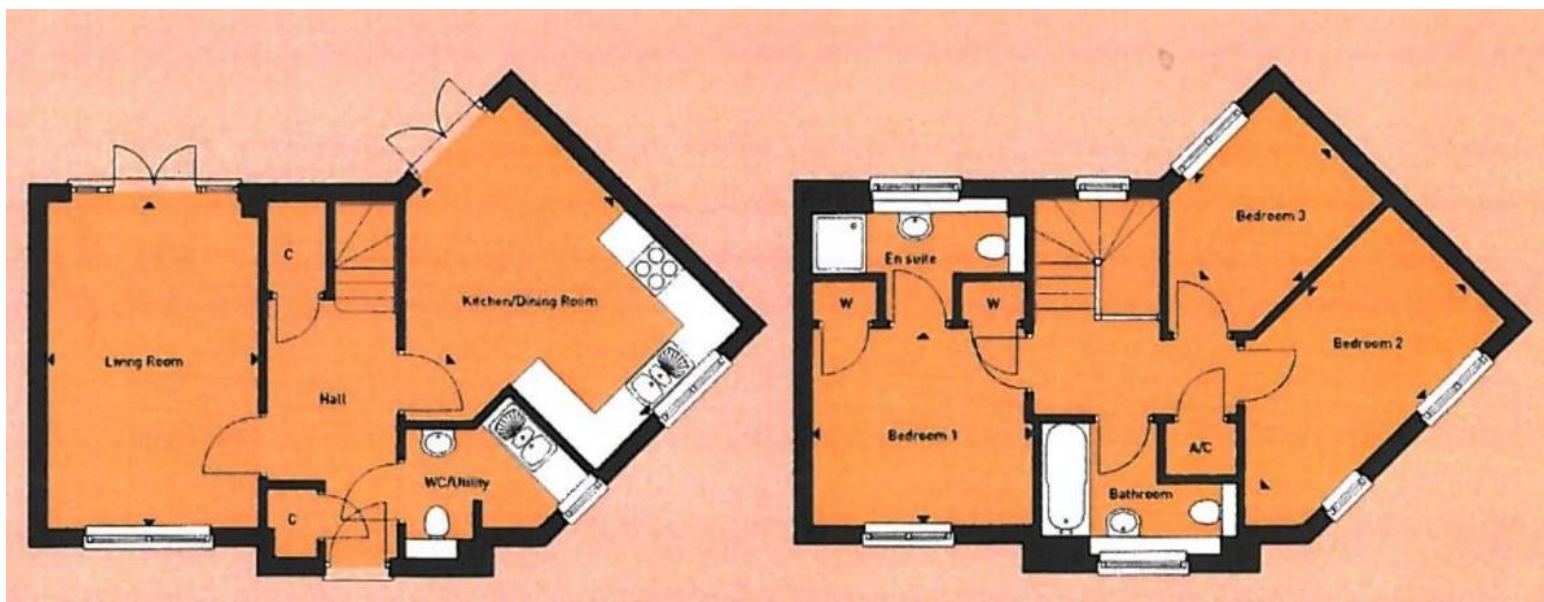 C
Living Room
Hall
Kitchen/Dining Room
C
WC/Utility
En suite
W
W
Bedroom 1
Bedroom 3
Bedroom 2
A/C
Bathroom